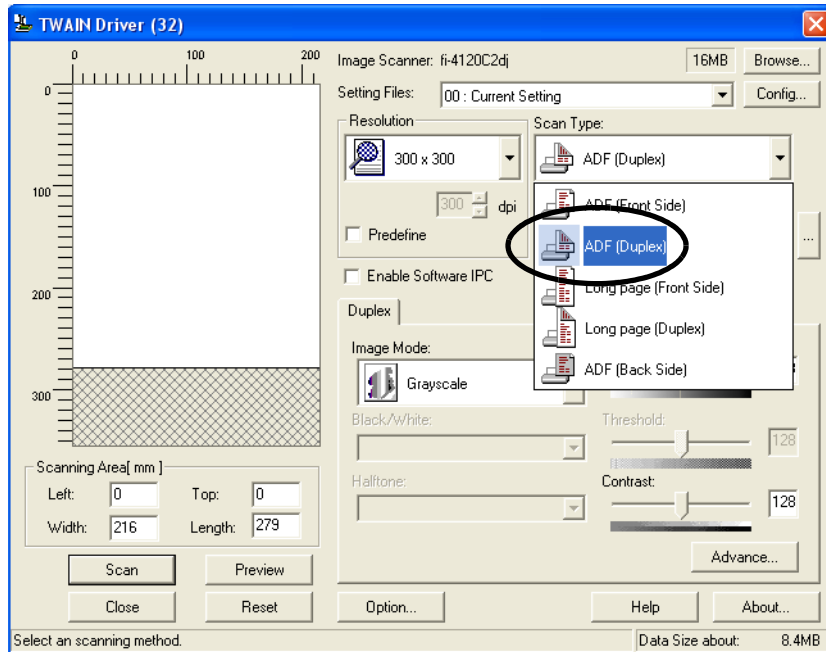 TWAIN Driver (32)
0 100 200
0
100
200
300
Image Scanner: fi-4120C2dj 16MB Browse...
Setting Files: 00 : Current Setting Config...
Resolution
300 x 300
300 dpi
Predefine
Scan Type:
ADF (Duplex)
ADF (Front Side)
ADF (Duplex)
Long page (Front Side)
Long page (Duplex)
ADF (Back Side)
...
Enable Software IPC
Duplex
Image Mode:
Grayscale
Black/White:
Halftone:
Threshold:
128
Contrast:
128
Advance...
Scanning Area[ mm ]
Left: 0 Top: 0
Width: 216 Length: 279
Scan Preview
Close Reset Option... Help About...
Select an scanning method. Data Size about: 8.4MB